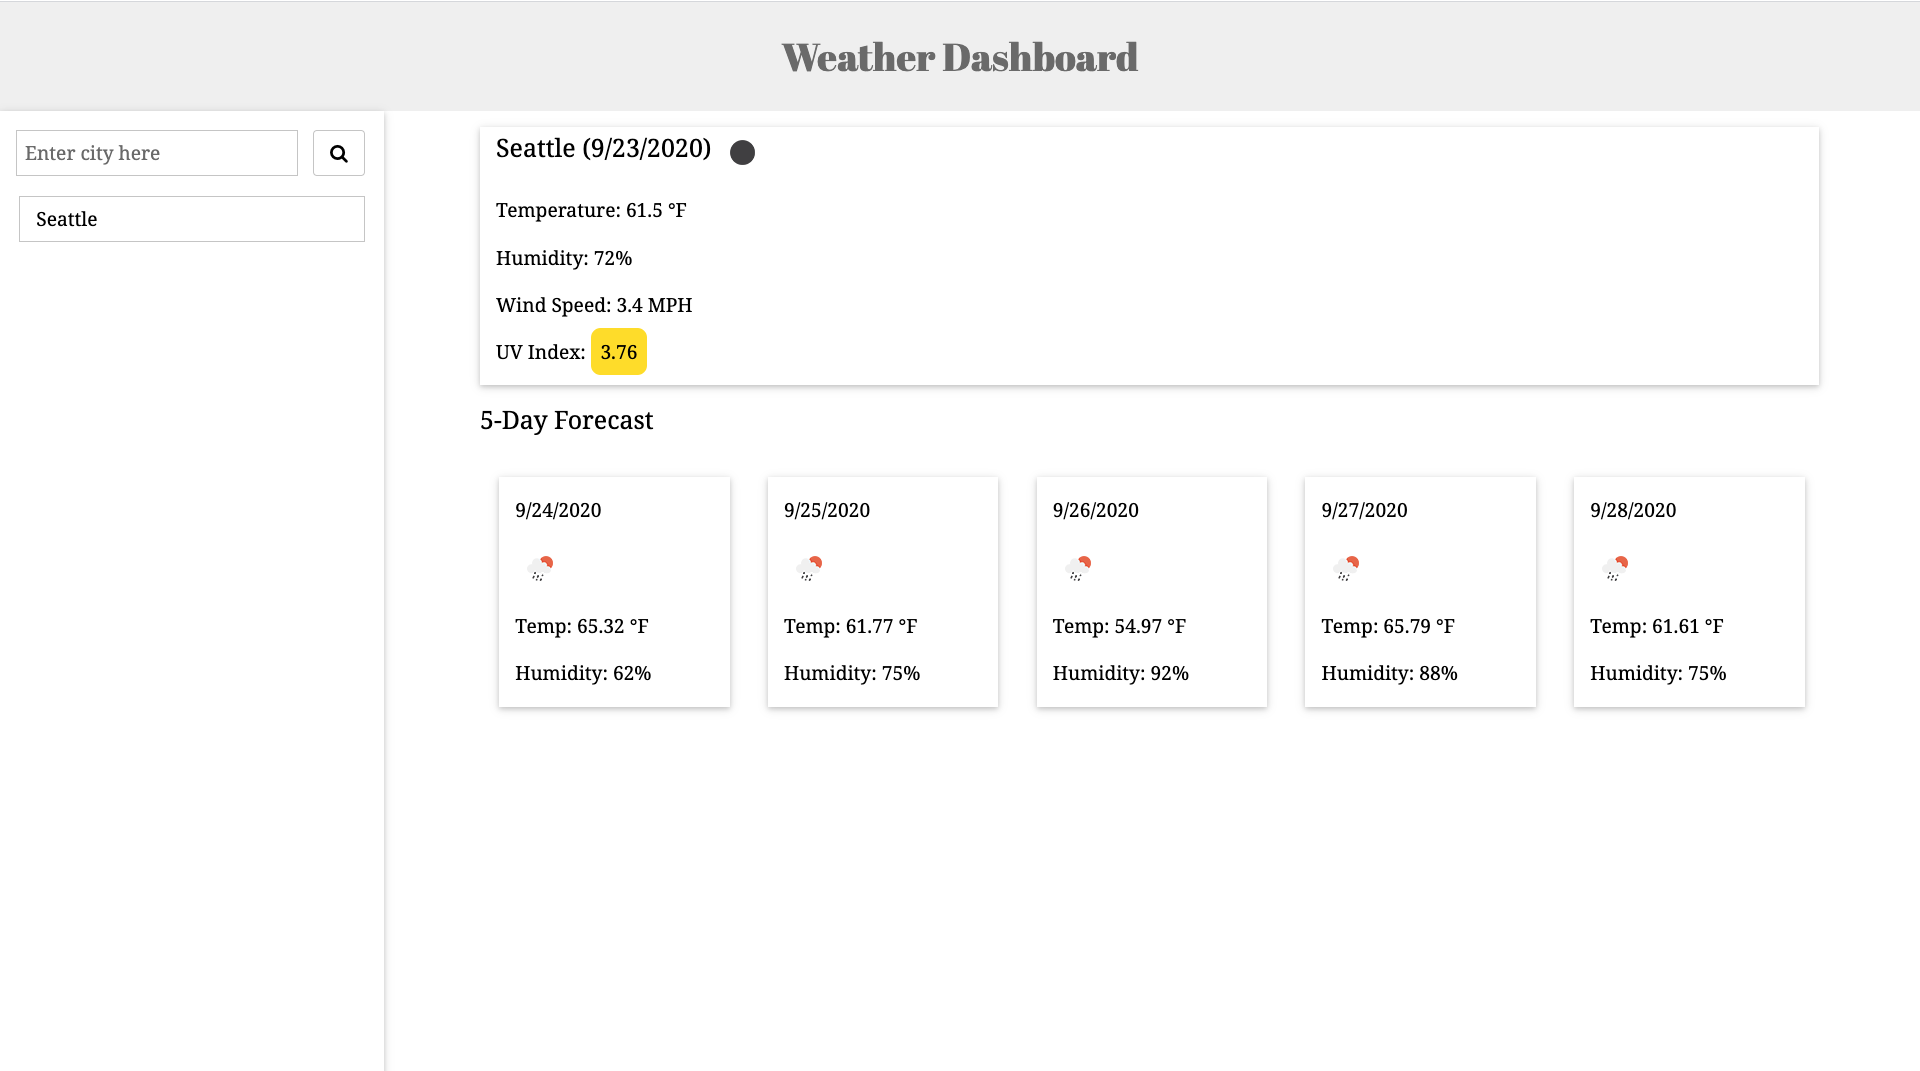 Weather Dashboard
Enter city here
Seattle
Seattle (9/23/2020)
Temperature: 61.5 °F
Humidity: 72%
Wind Speed: 3.4 MPH
UV Index: 3.76
5-Day Forecast
9/24/2020
Temp: 65.32 °F
Humidity: 62%
9/25/2020
Temp: 61.77 °F
Humidity: 75%
9/26/2020
Temp: 54.97 °F
Humidity: 92%
9/27/2020
Temp: 65.79 °F
Humidity: 88%
9/28/2020
Temp: 61.61 °F
Humidity: 75%